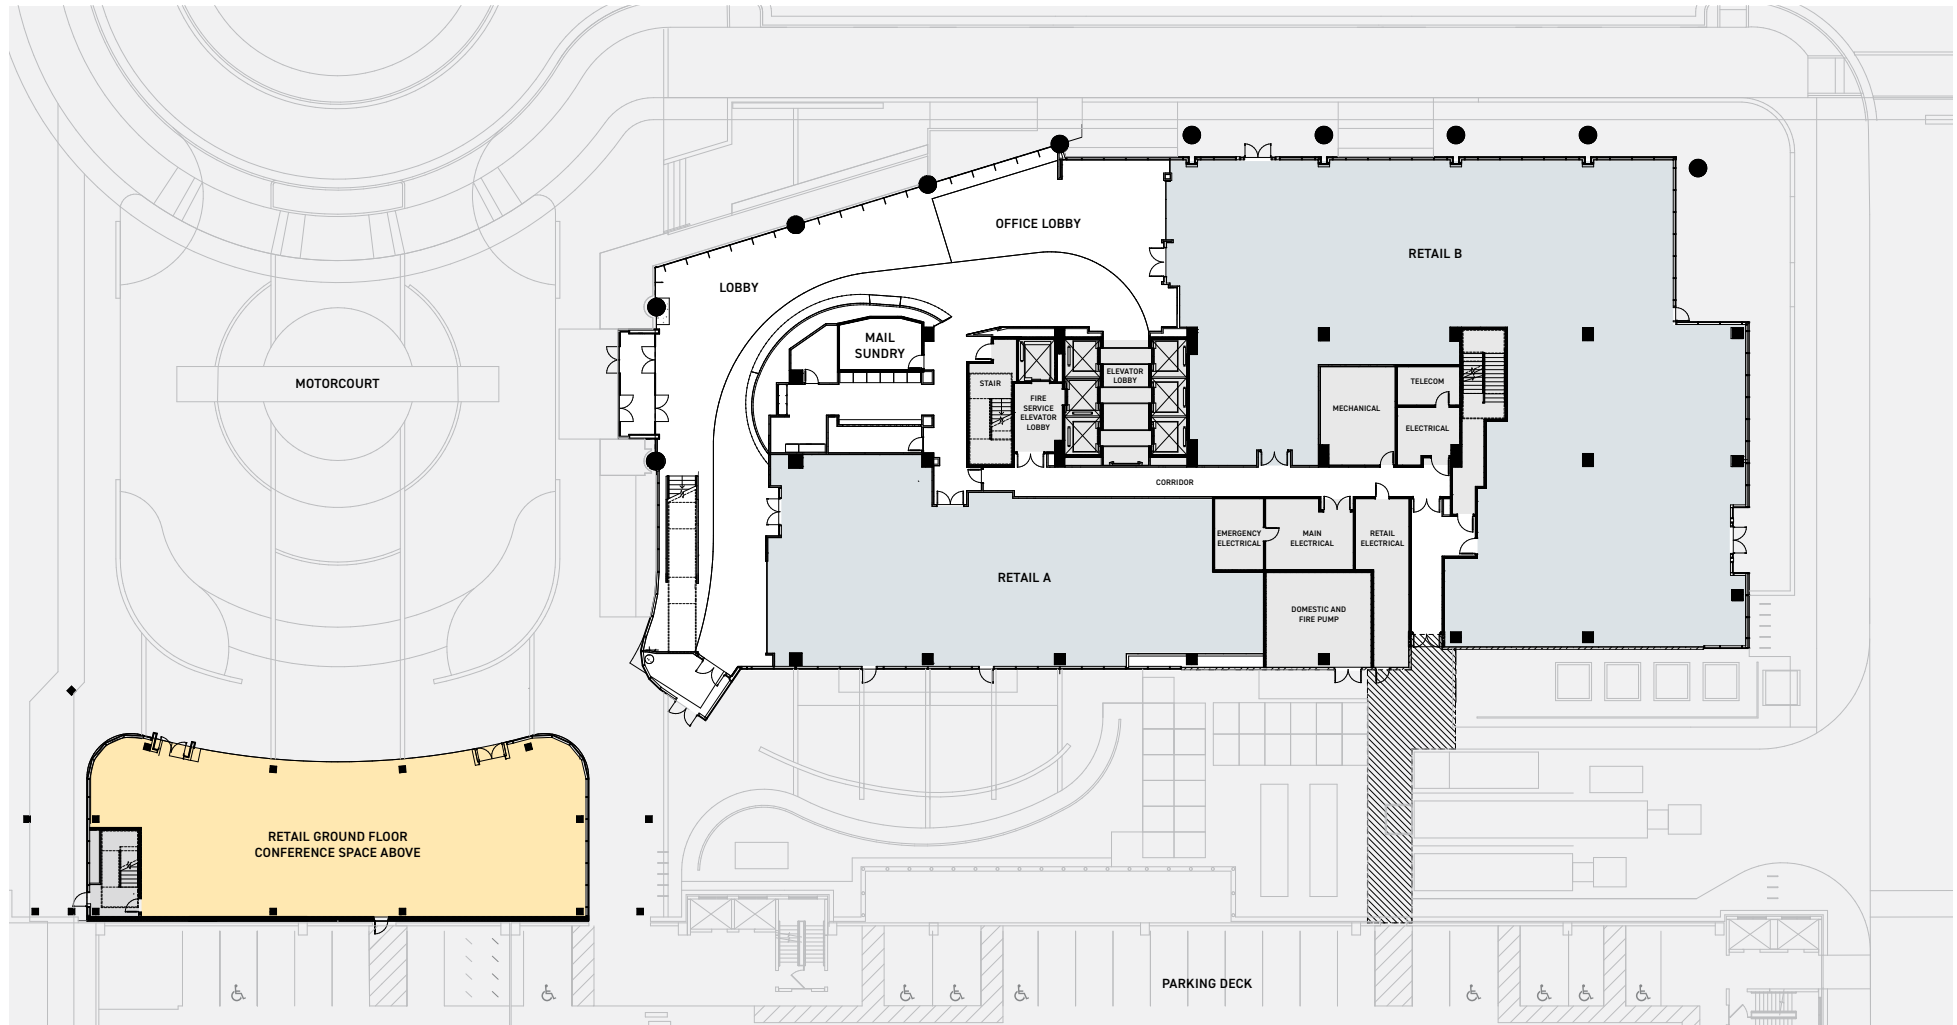 OFFICE LOBBY
RETAIL B
LOBBY
MAIL
SUNDRY
MOTORCOURT
STAIR
FIRE
SERVICE
ELEVATOR
LOBBY
ELEVATOR
LOBBY
MECHANICAL
TELECOM
ELECTRICAL
CORRIDOR
EMERGENCY
ELECTRICAL
MAIN
ELECTRICAL
RETAIL
ELECTRICAL
RETAIL A
DOMESTIC AND
FIRE PUMP
RETAIL GROUND FLOOR
CONFERENCE SPACE ABOVE
PARKING DECK